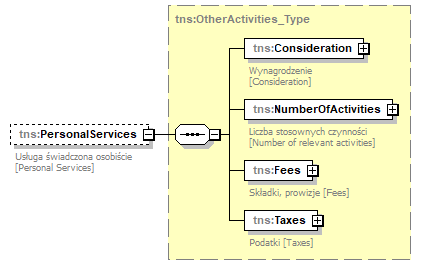 tns:OtherActivities_Type
tns:Consideration
Wynagrodzenie
[Consideration]
tns:NumberOfActivities
Liczba stosownych czynności
[Number of relevant activities]
tns:PersonalServices
Usługa świadczona osobiście
[Personal Services]
tns:Fees
Składki, prowizje [Fees]
tns:Taxes
Podatki [Taxes]